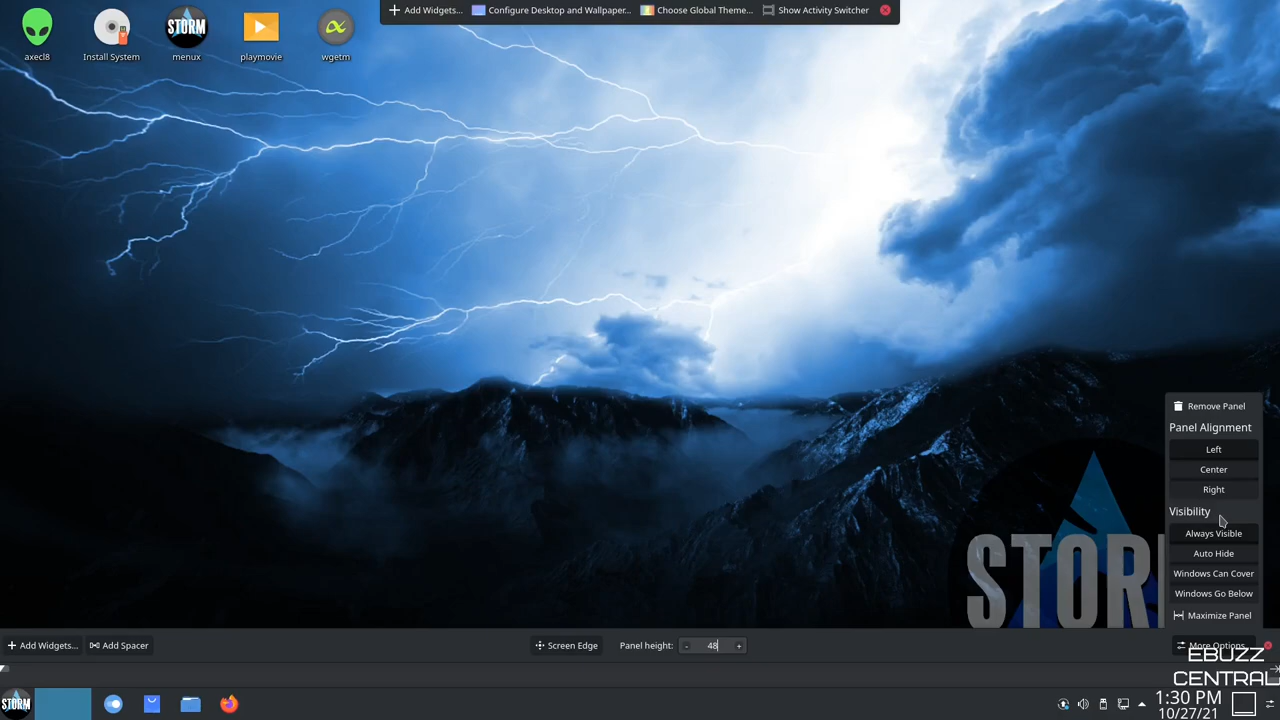 Add Widgets...
Configure Desktop and Wallpaper...
Choose Global Theme...
Show Activity Switcher
axecl8
Install System
STORM
menux
playmovie
wgetm
Remove Panel
Panel Alignment
Left
Center
Right
Visibility
Always Visible
Auto Hide
Windows Can Cover
Windows Go Below
Maximize Panel
STOR
Add Widgets...
Add Spacer
Screen Edge
Panel height:
-
48
+
More Options...
EBUZZ
CENTRAL
STORM
1:30 PM
10/27/21